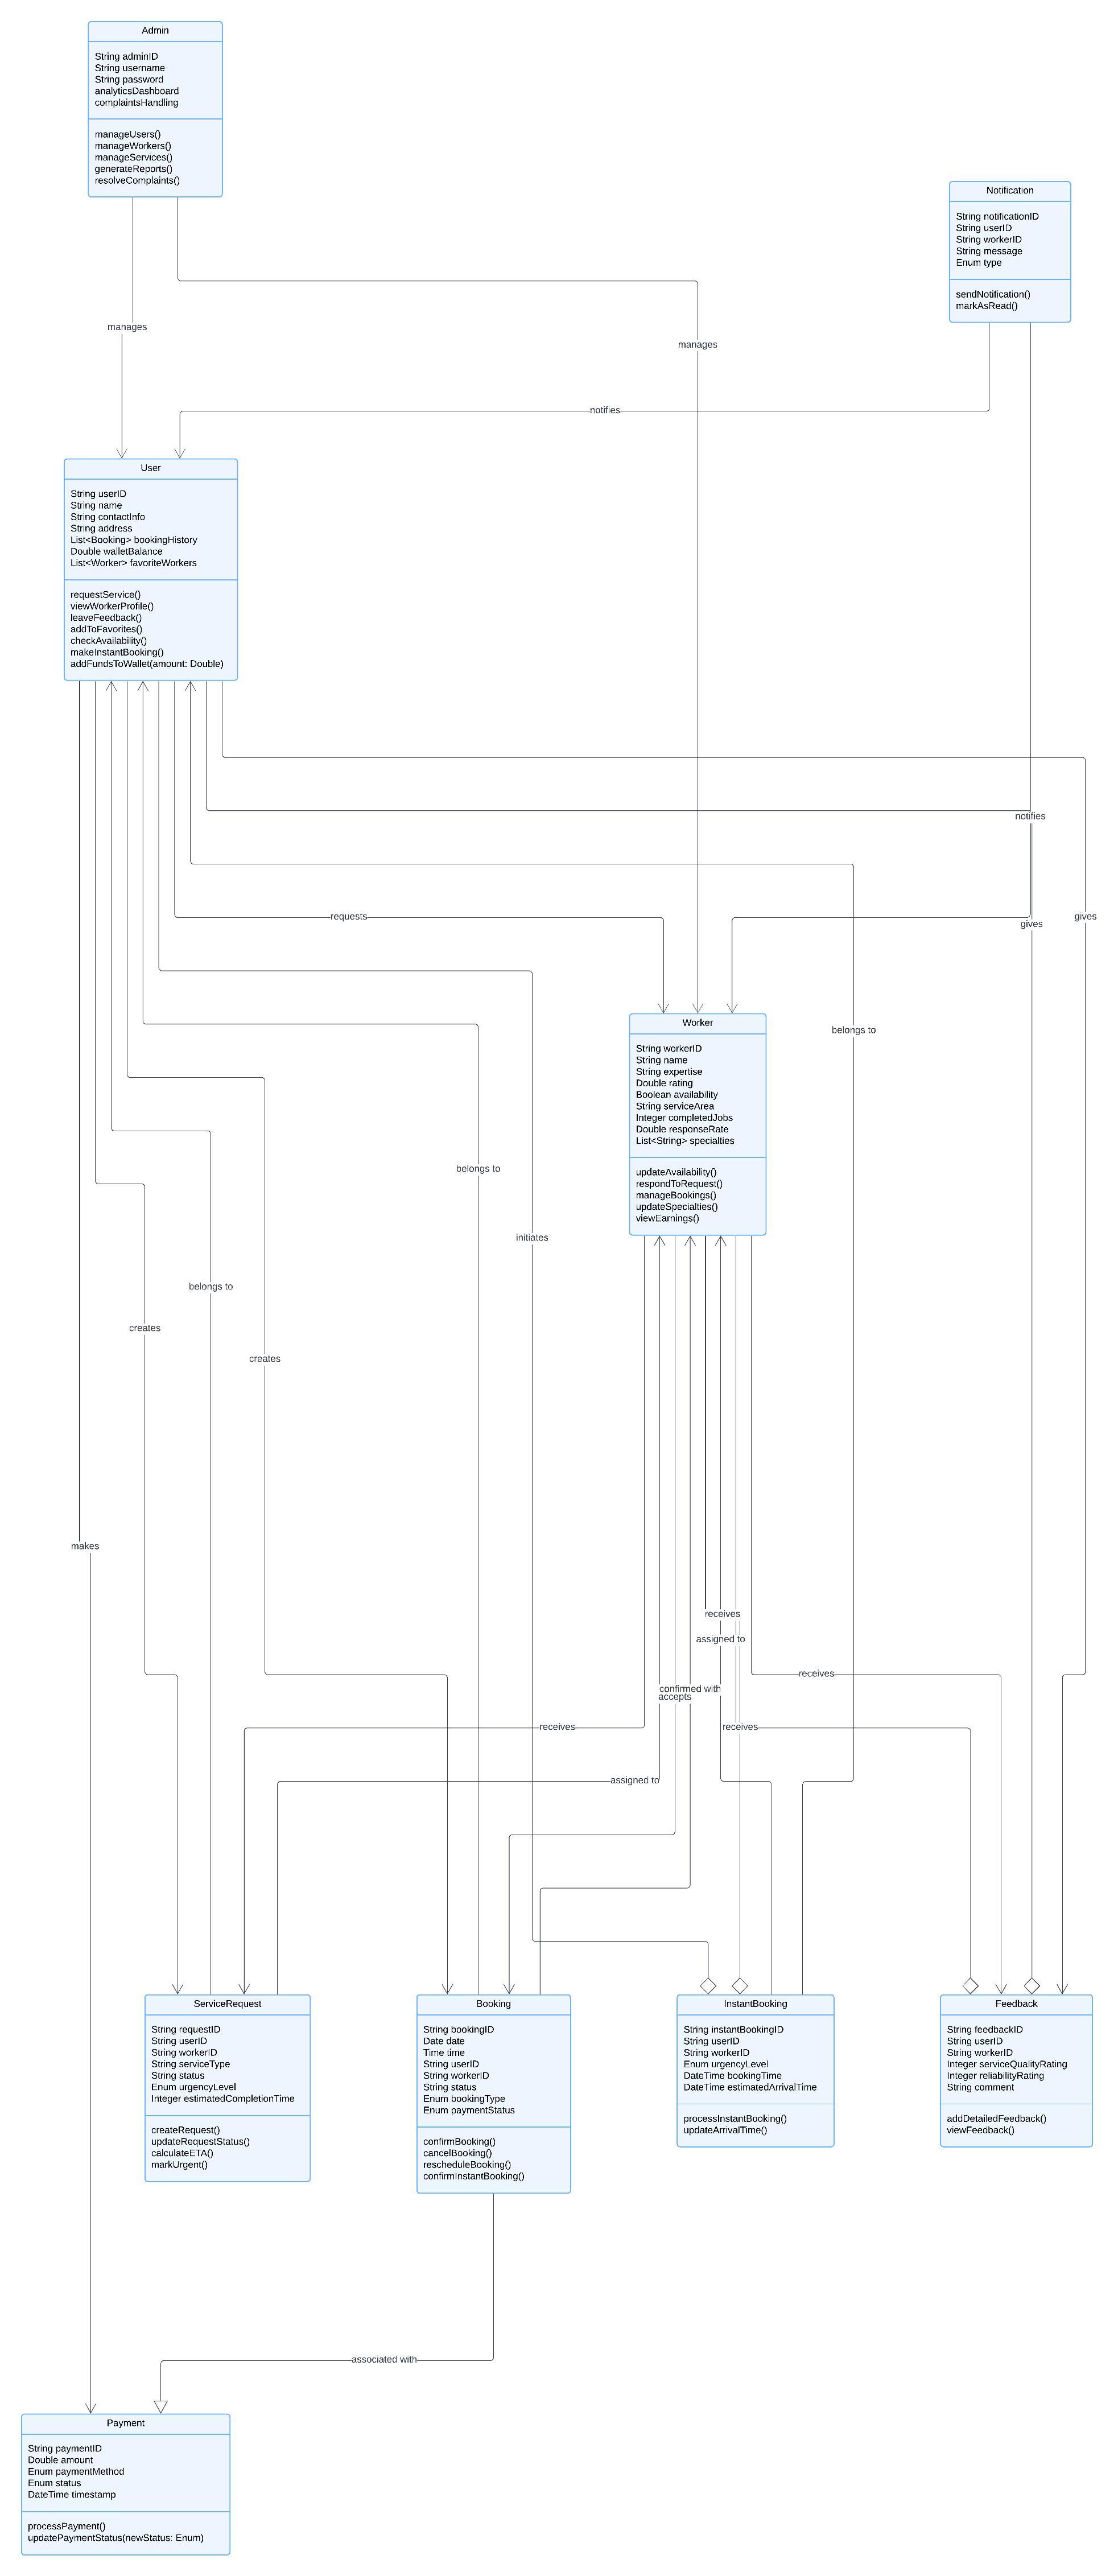 Admin
String adminID
String username
String password
analyticsDashboard
complaintsHandling
manageUsers()
manageWorkers()
manageServices()
generateReports()
resolveComplaints()
Notification
String notificationID
String userID
String workerID
String message
Enum type
sendNotification()
markAsRead()
manages
manages
notifies
User
String userID
String name
String contactInfo
String address
List<Booking> bookingHistory
Double walletBalance
List<Worker> favoriteWorkers
requestService()
viewWorkerProfile()
leaveFeedback()
addToFavorites()
checkAvailability()
makeInstantBooking()
addFundsToWallet(amount: Double)
notifies
requests
gives
gives
Worker
String workerID
String name
String expertise
Double rating
Boolean availability
String serviceArea
Integer completedJobs
Double responseRate
List<String> specialties
updateAvailability()
respondToRequest()
manageBookings()
updateSpecialties()
viewEarnings()
belongs to
belongs to
initiates
belongs to
creates
creates
makes
receives
assigned to
receives
confirmed with
accepts
receives
receives
assigned to
ServiceRequest
String requestID
String userID
String workerID
String serviceType
String status
Enum urgencyLevel
Integer estimatedCompletionTime
createRequest()
updateRequestStatus()
calculateETA()
markUrgent()
Booking
String bookingID
Date date
Time time
String userID
String workerID
String status
Enum bookingType
Enum paymentStatus
confirmBooking()
cancelBooking()
rescheduleBooking()
confirmInstantBooking()
InstantBooking
String instantBookingID
String userID
String workerID
Enum urgencyLevel
DateTime bookingTime
DateTime estimatedArrivalTime
processInstantBooking()
updateArrivalTime()
Feedback
String feedbackID
String userID
String workerID
Integer serviceQualityRating
Integer reliabilityRating
String comment
addDetailedFeedback()
viewFeedback()
associated with
Payment
String paymentID
Double amount
Enum paymentMethod
Enum status
DateTime timestamp
processPayment()
updatePaymentStatus(newStatus: Enum)